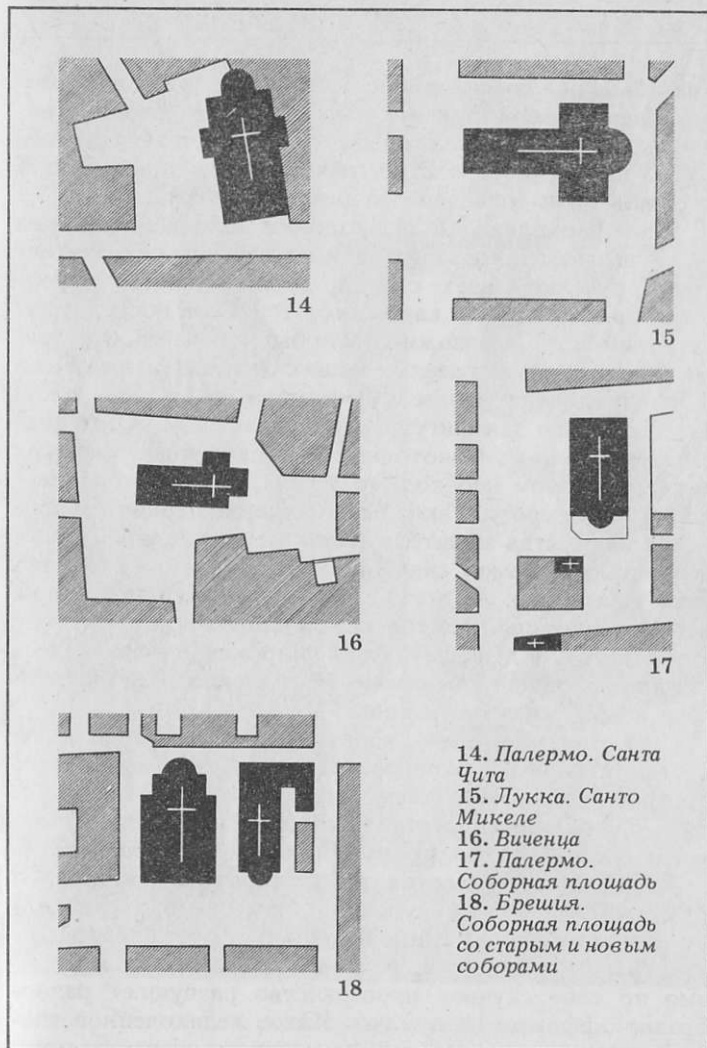 14
15
16
17
18
14. Палермо. Санта
Чита
15. Лукка. Санто
Микеле
16. Виченца
17. Палермо.
Соборная площадь
18. Брешия.
Соборная площадь
со старым и новым
соборами